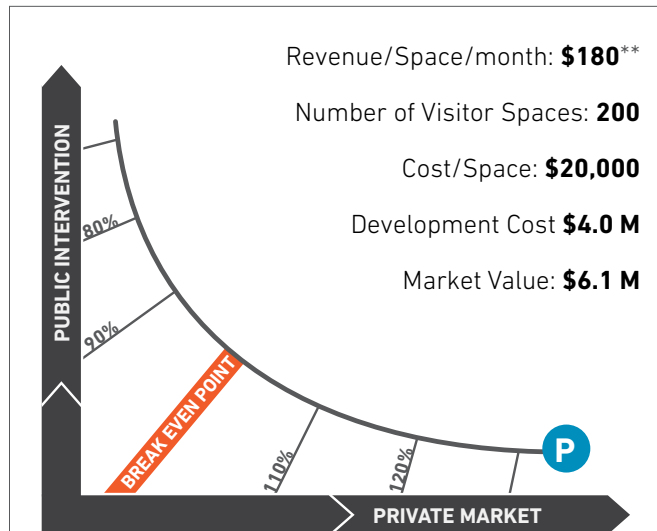 Revenue/Space/month: $180**
Number of Visitor Spaces: 200
Cost/Space: $20,000
Development Cost $4.0 M
Market Value: $6.1 M
PUBLIC INTERVENTION
80%
90%
BREAK EVEN POINT
110%
120%
P
PRIVATE MARKET